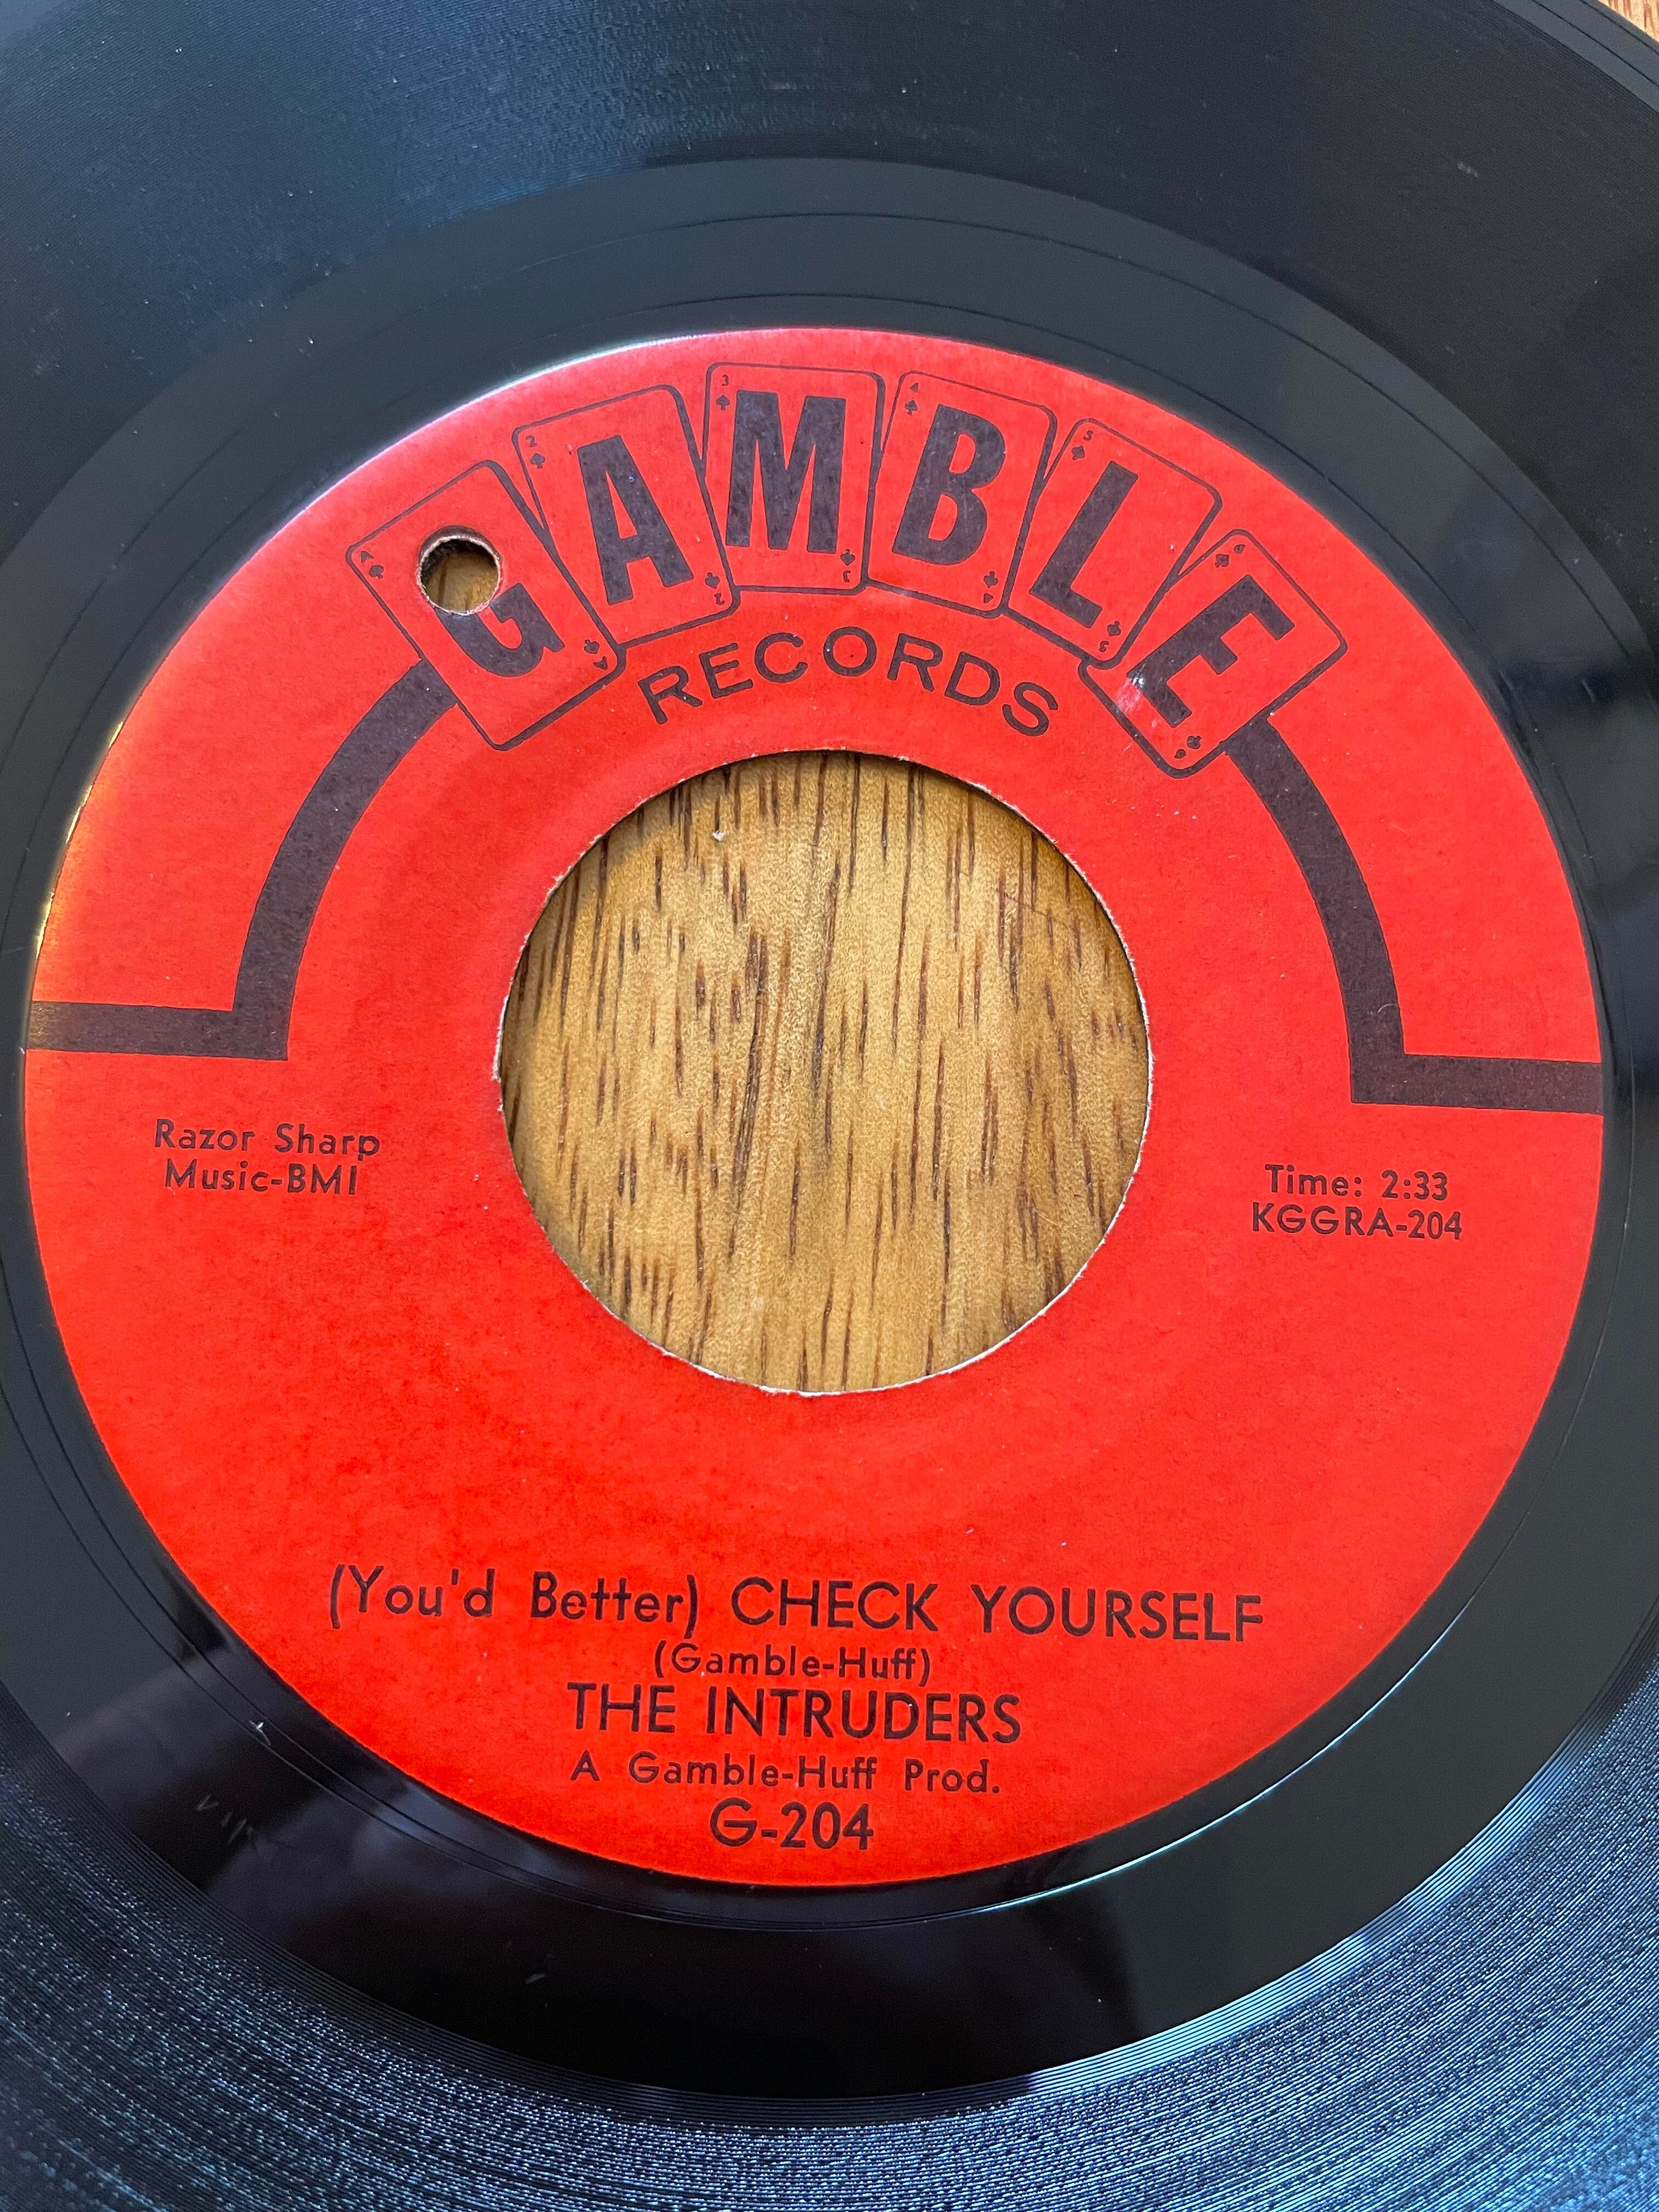 GAMBLE
RECORDS
Razor Sharp
Music-BMI
Time: 2:33
KGGRA-204
(You'd Better) CHECK YOURSELF
(Gamble-Huff)
THE INTRUDERS
A Gamble-Huff Prod.
G-204